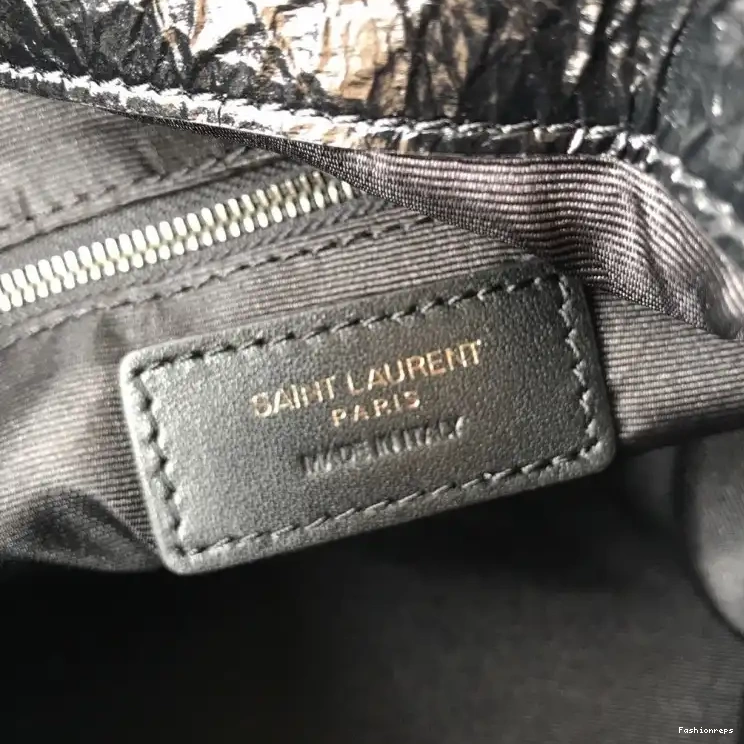 SAINT LAURENT
PARIS
MADE IN ITALY
Fashionreps